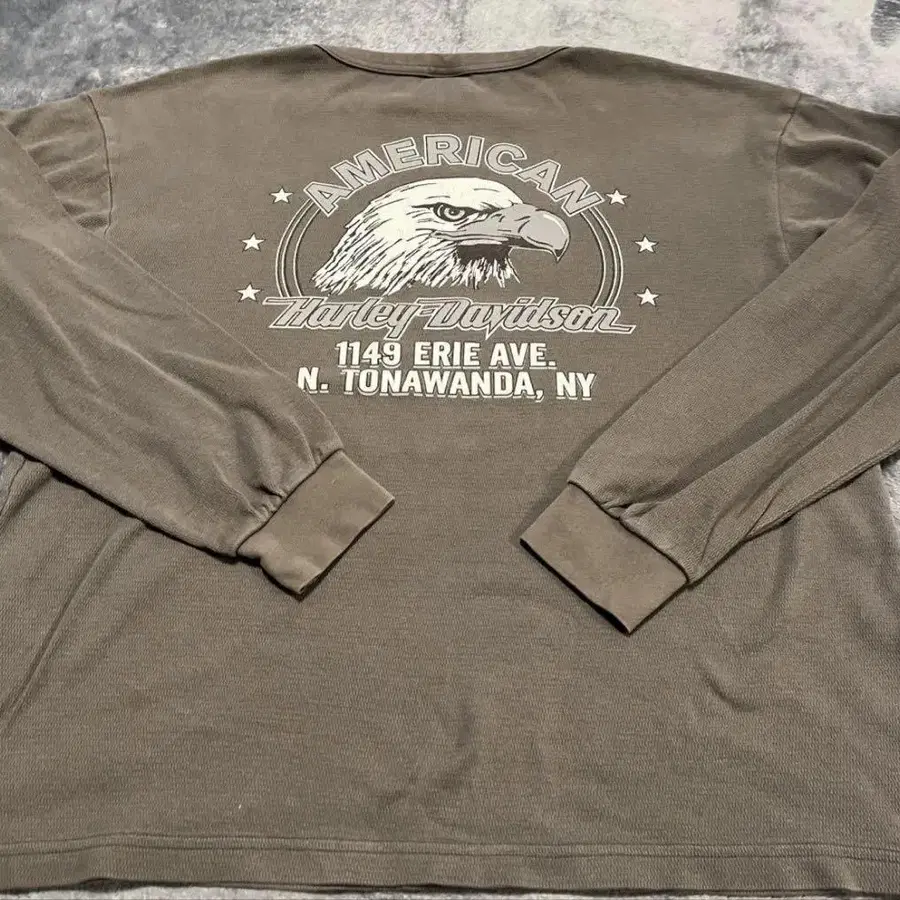 AMERICAN
Harley-Davidson
1149 ERIE AVE.
N. TONAWANDA, NY